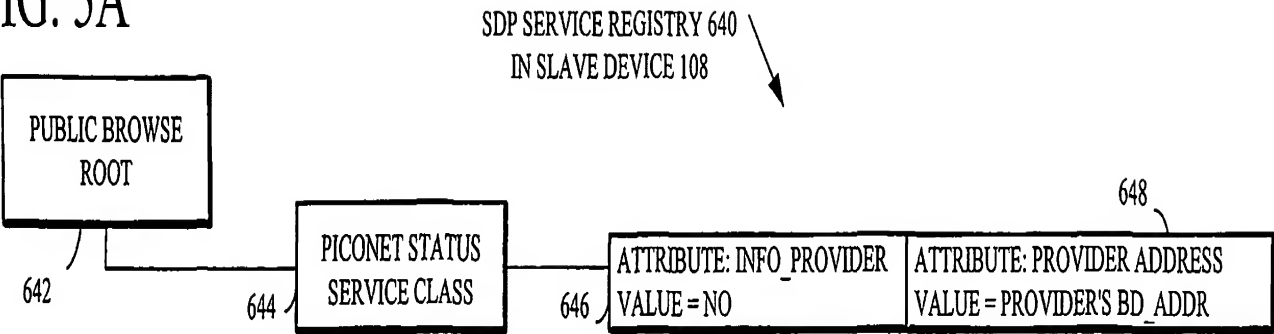 FIG. 5A
SDP SERVICE REGISTRY 640
IN SLAVE DEVICE 108
PUBLIC BROWSE
ROOT
648
PICONET STATUS
SERVICE CLASS
ATTRIBUTE: INFO_PROVIDER
VALUE = NO
ATTRIBUTE: PROVIDER ADDRESS
VALUE = PROVIDER'S BD_ADDR
642
644
646